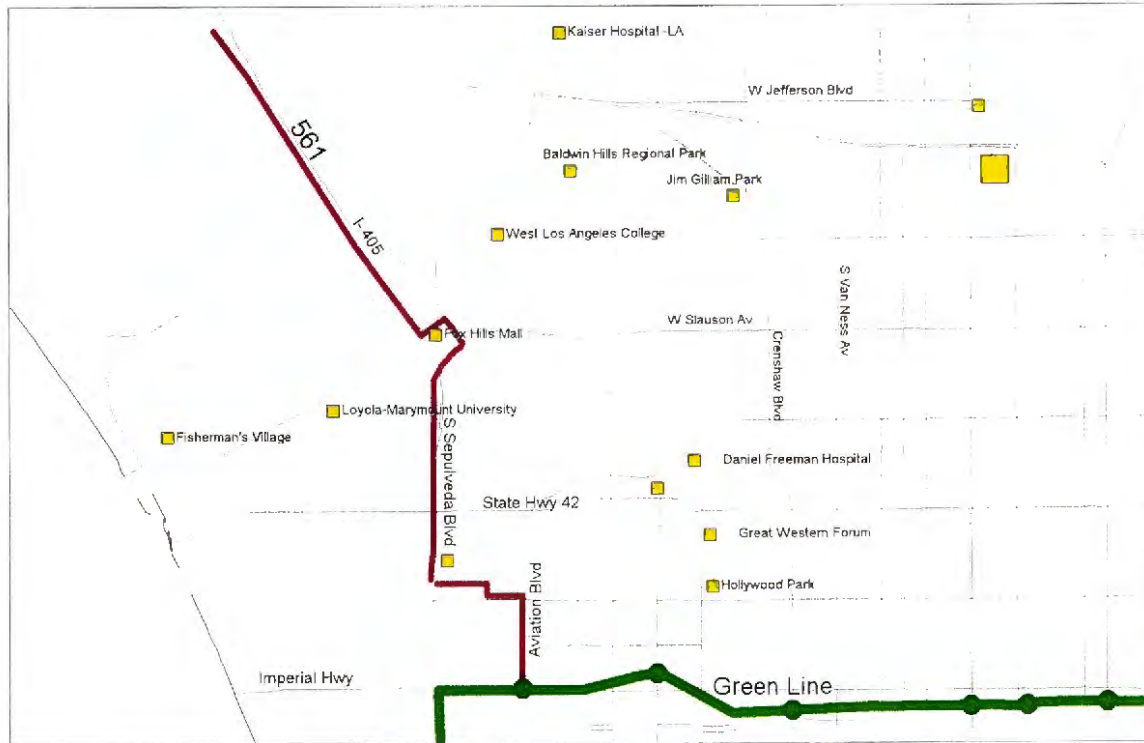 Kaiser Hospital -LA
W Jefferson Blvd
561
Baldwin Hills Regional Park
Jim Gilliam Park
I-405
West Los Angeles College
S Van Ness Av
W Slauson Av
Fox Hills Mall
Crenshaw Blvd
Loyola-Marymount University
Fisherman's Village
S Sepulveda Blvd
Daniel Freeman Hospital
State Hwy 42
Great Western Forum
Aviation Blvd
Hollywood Park
Imperial Hwy
Green Line